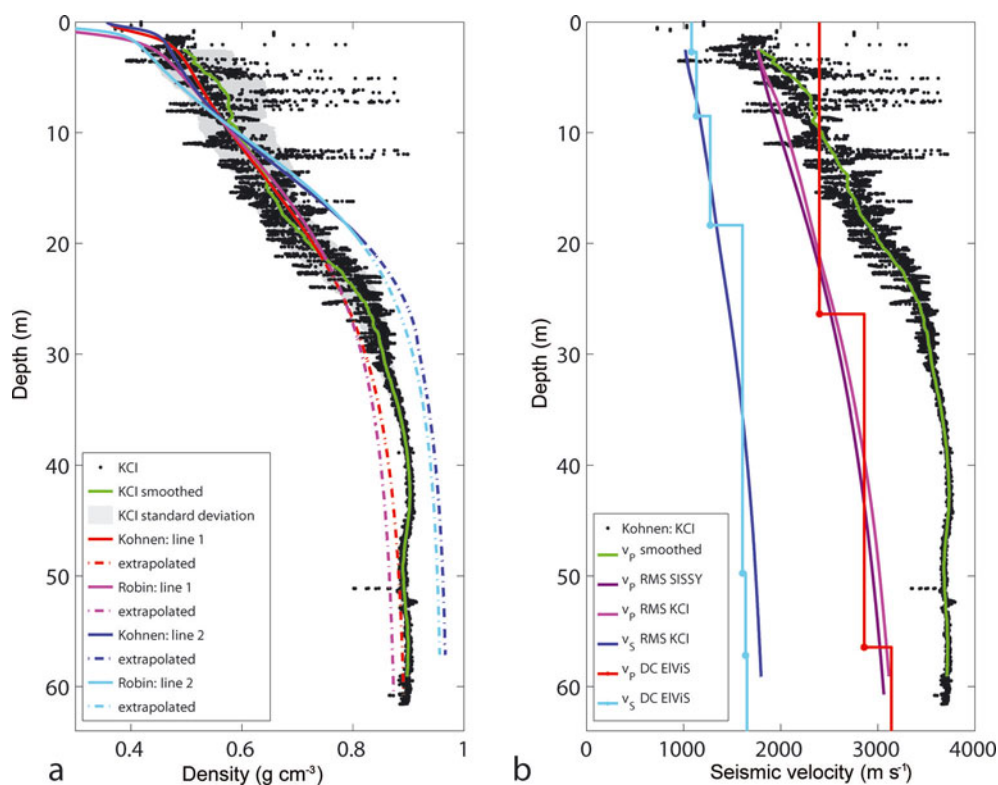 0
10
20
30
40
50
60
Depth (m)
KCI
KCI smoothed
KCI standard deviation
Kohnen: line 1
extrapolated
Robin: line 1
extrapolated
Kohnen: line 2
extrapolated
Robin: line 2
extrapolated
0.4 0.6 0.8 1
a
Density (g cm⁻³)
0
10
20
30
40
50
60
Depth (m)
Kohnen: KCI
vP smoothed
vP RMS SISSY
vP RMS KCI
vS RMS KCI
vP DC ElViS
vS DC ElViS
0 1000 2000 3000 4000
b
Seismic velocity (m s⁻¹)